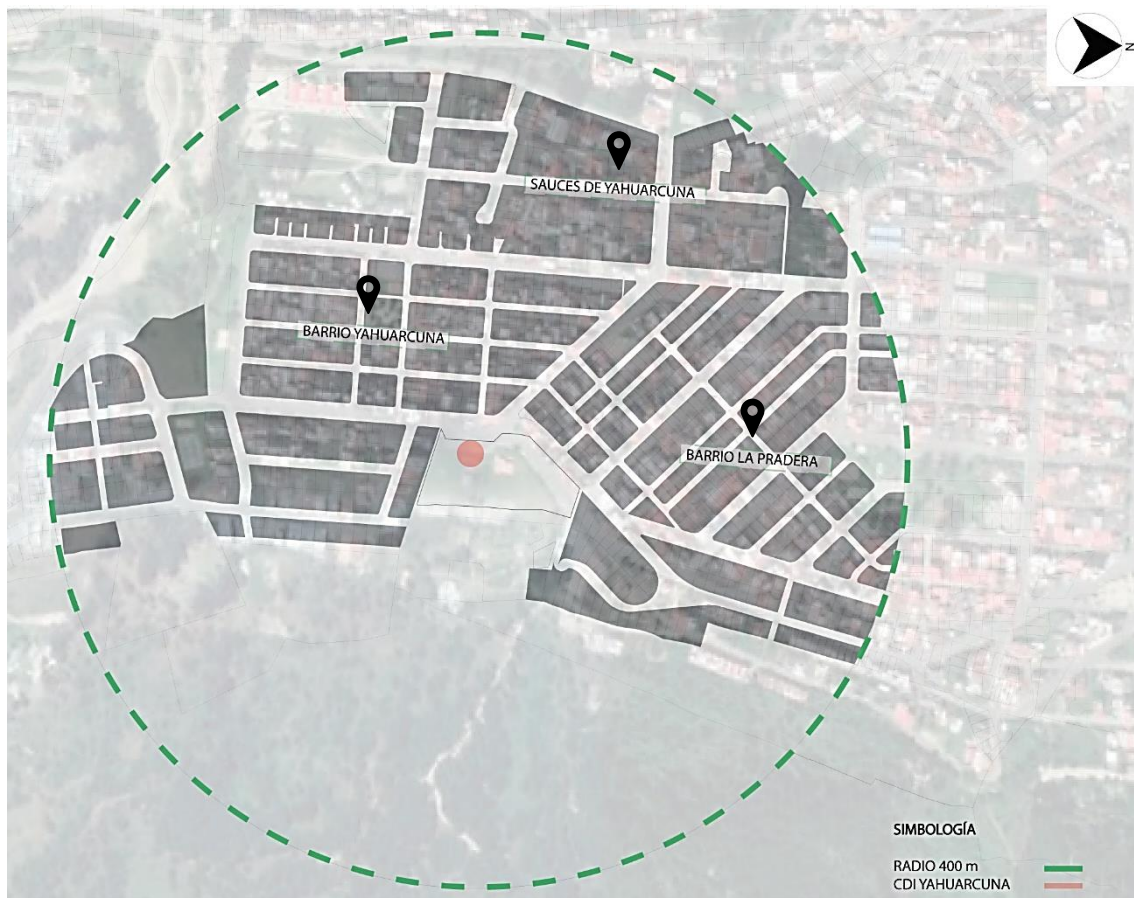 N
SAUCES DE YAHUARCUNA
BARRIO YAHUARCUNA
BARRIO LA PRADERA
SIMBOLOGÍA
RADIO 400 m
CDI YAHUARCUNA